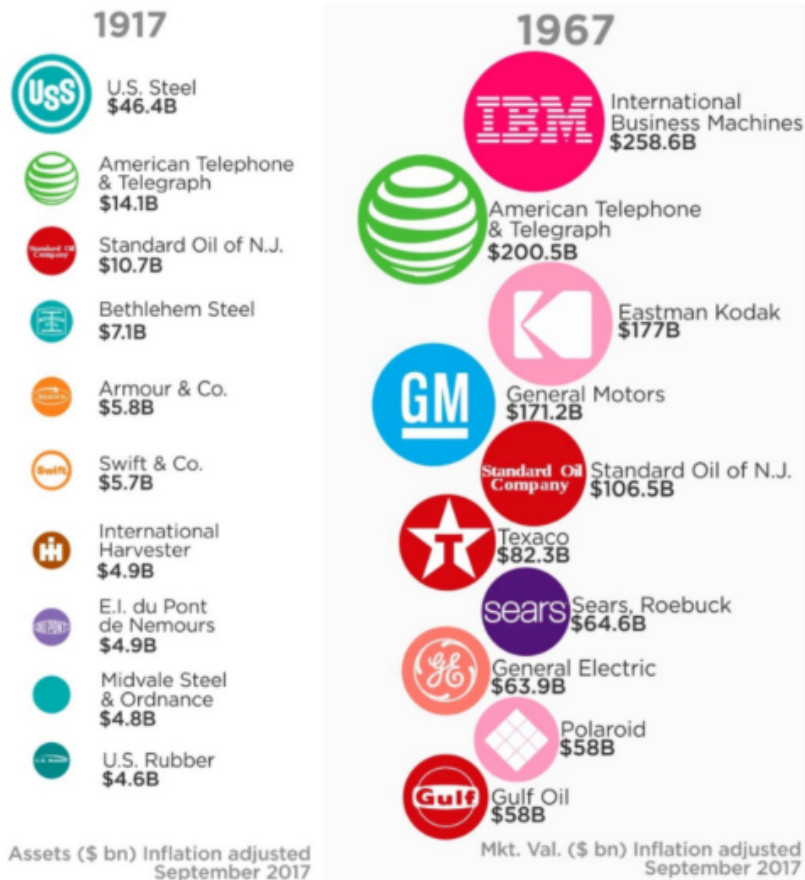 1917
USS
U.S. Steel
$46.4B
American Telephone
& Telegraph
$14.1B
Standard Oil
Company
Standard Oil of N.J.
$10.7B
Bethlehem Steel
$7.1B
Armour & Co.
$5.8B
Swift
Swift & Co.
$5.7B
International
Harvester
$4.9B
DU PONT
E.I. du Pont
de Nemours
$4.9B
Midvale Steel
& Ordnance
$4.8B
U.S. Rubber
$4.6B
Assets ($ bn) Inflation adjusted
September 2017
1967
IBM
International
Business Machines
$258.6B
American Telephone
& Telegraph
$200.5B
Eastman Kodak
$177B
GM
General Motors
$171.2B
Standard Oil
Company
Standard Oil of N.J.
$106.5B
T
Texaco
$82.3B
sears
Sears, Roebuck
$64.6B
GE
General Electric
$63.9B
Polaroid
$58B
Gulf
Gulf Oil
$58B
Mkt. Val. ($ bn) Inflation adjusted
September 2017